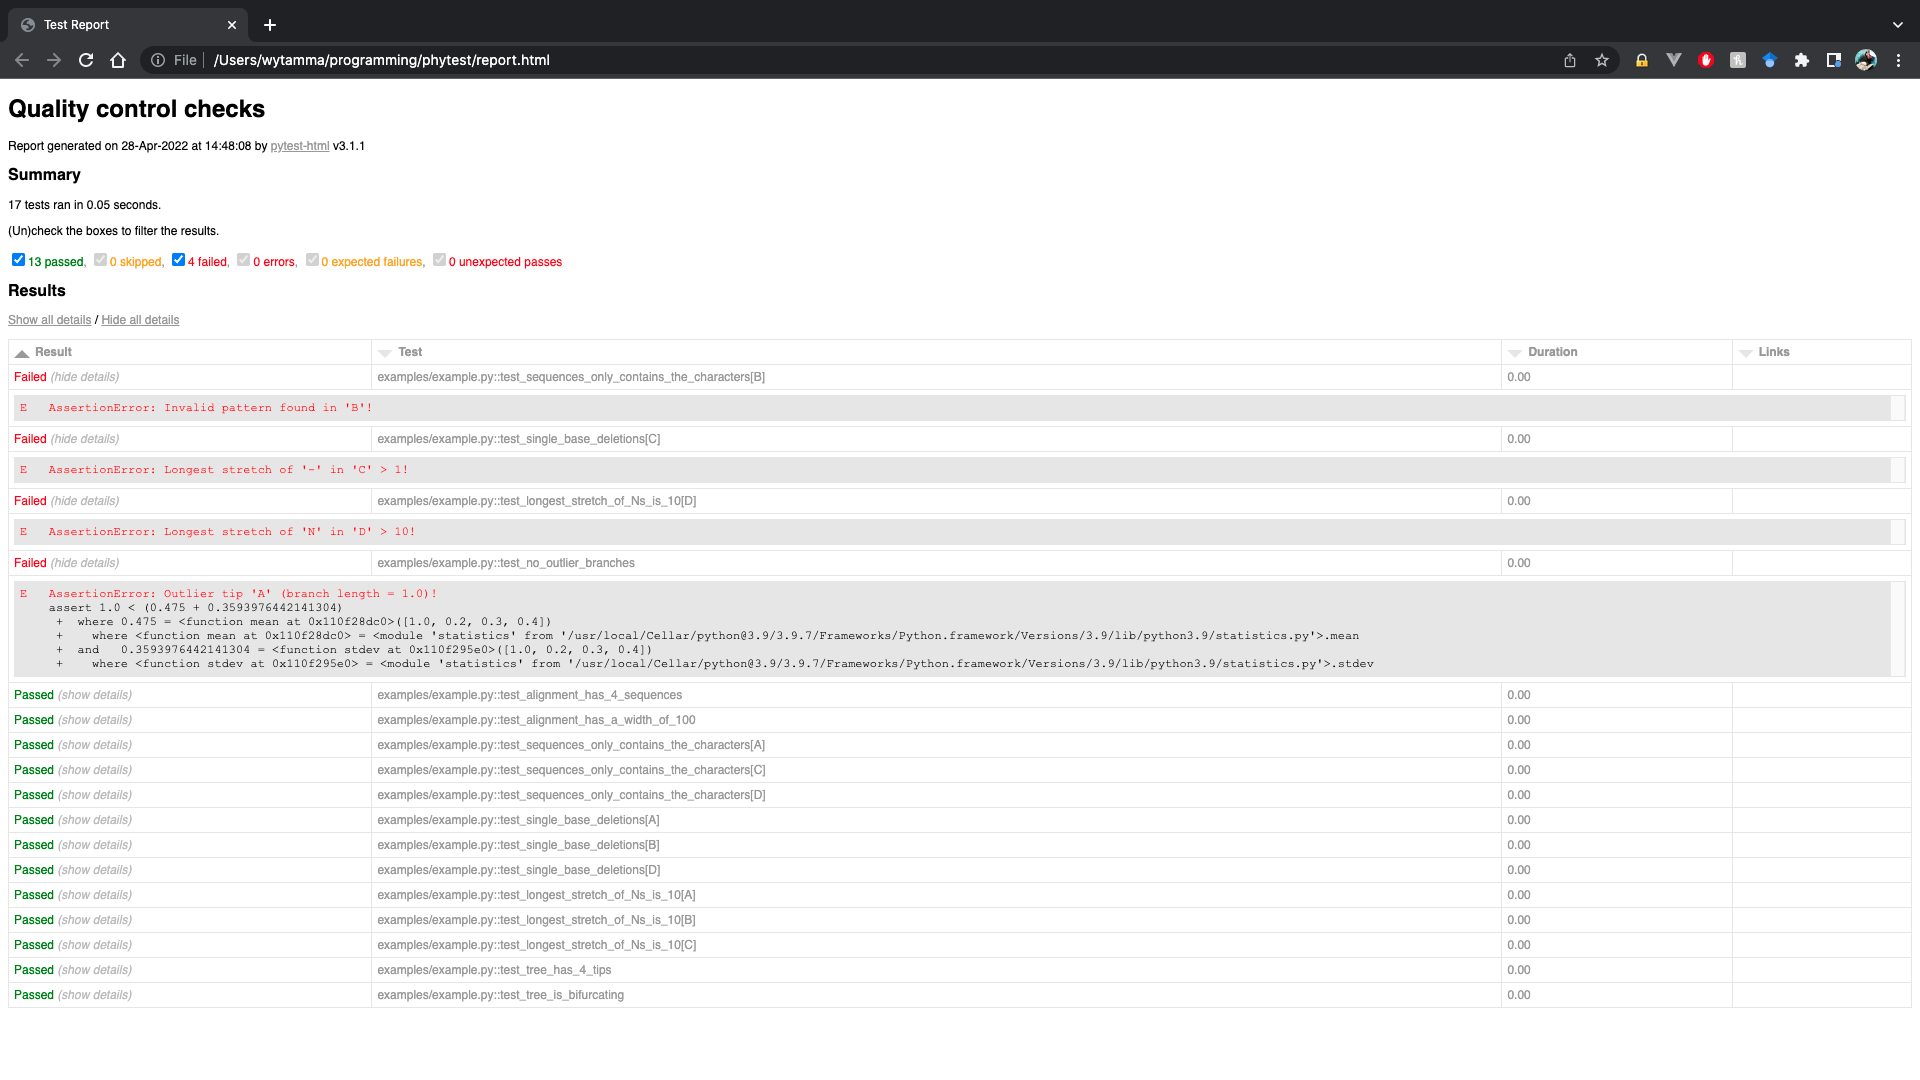 Test Report
File /Users/wytamma/programming/phytest/report.html
Quality control checks
Report generated on 28-Apr-2022 at 14:48:08 by pytest-html v3.1.1
Summary
17 tests ran in 0.05 seconds.
(Un)check the boxes to filter the results.
13 passed, 0 skipped, 4 failed, 0 errors, 0 expected failures, 0 unexpected passes
Results
Show all details / Hide all details
Result Test Duration Links
Failed (hide details) examples/example.py::test_sequences_only_contains_the_characters[B] 0.00
E AssertionError: Invalid pattern found in 'B'!
Failed (hide details) examples/example.py::test_single_base_deletions[C] 0.00
E AssertionError: Longest stretch of '-' in 'C' > 1!
Failed (hide details) examples/example.py::test_longest_stretch_of_Ns_is_10[D] 0.00
E AssertionError: Longest stretch of 'N' in 'D' > 10!
Failed (hide details) examples/example.py::test_no_outlier_branches 0.00
E AssertionError: Outlier tip 'A' (branch length = 1.0)!
assert 1.0 < (0.475 + 0.3593976442141304)
+ where 0.475 = <function mean at 0x110f28dc0>([1.0, 0.2, 0.3, 0.4])
+ where <function mean at 0x110f28dc0> = <module 'statistics' from '/usr/local/Cellar/python@3.9/3.9.7/Frameworks/Python.framework/Versions/3.9/lib/python3.9/statistics.py'>.mean
+ and 0.3593976442141304 = <function stdev at 0x110f295e0>([1.0, 0.2, 0.3, 0.4])
+ where <function stdev at 0x110f295e0> = <module 'statistics' from '/usr/local/Cellar/python@3.9/3.9.7/Frameworks/Python.framework/Versions/3.9/lib/python3.9/statistics.py'>.stdev
Passed (show details) examples/example.py::test_alignment_has_4_sequences 0.00
Passed (show details) examples/example.py::test_alignment_has_a_width_of_100 0.00
Passed (show details) examples/example.py::test_sequences_only_contains_the_characters[A] 0.00
Passed (show details) examples/example.py::test_sequences_only_contains_the_characters[C] 0.00
Passed (show details) examples/example.py::test_sequences_only_contains_the_characters[D] 0.00
Passed (show details) examples/example.py::test_single_base_deletions[A] 0.00
Passed (show details) examples/example.py::test_single_base_deletions[B] 0.00
Passed (show details) examples/example.py::test_single_base_deletions[D] 0.00
Passed (show details) examples/example.py::test_longest_stretch_of_Ns_is_10[A] 0.00
Passed (show details) examples/example.py::test_longest_stretch_of_Ns_is_10[B] 0.00
Passed (show details) examples/example.py::test_longest_stretch_of_Ns_is_10[C] 0.00
Passed (show details) examples/example.py::test_tree_has_4_tips 0.00
Passed (show details) examples/example.py::test_tree_is_bifurcating 0.00